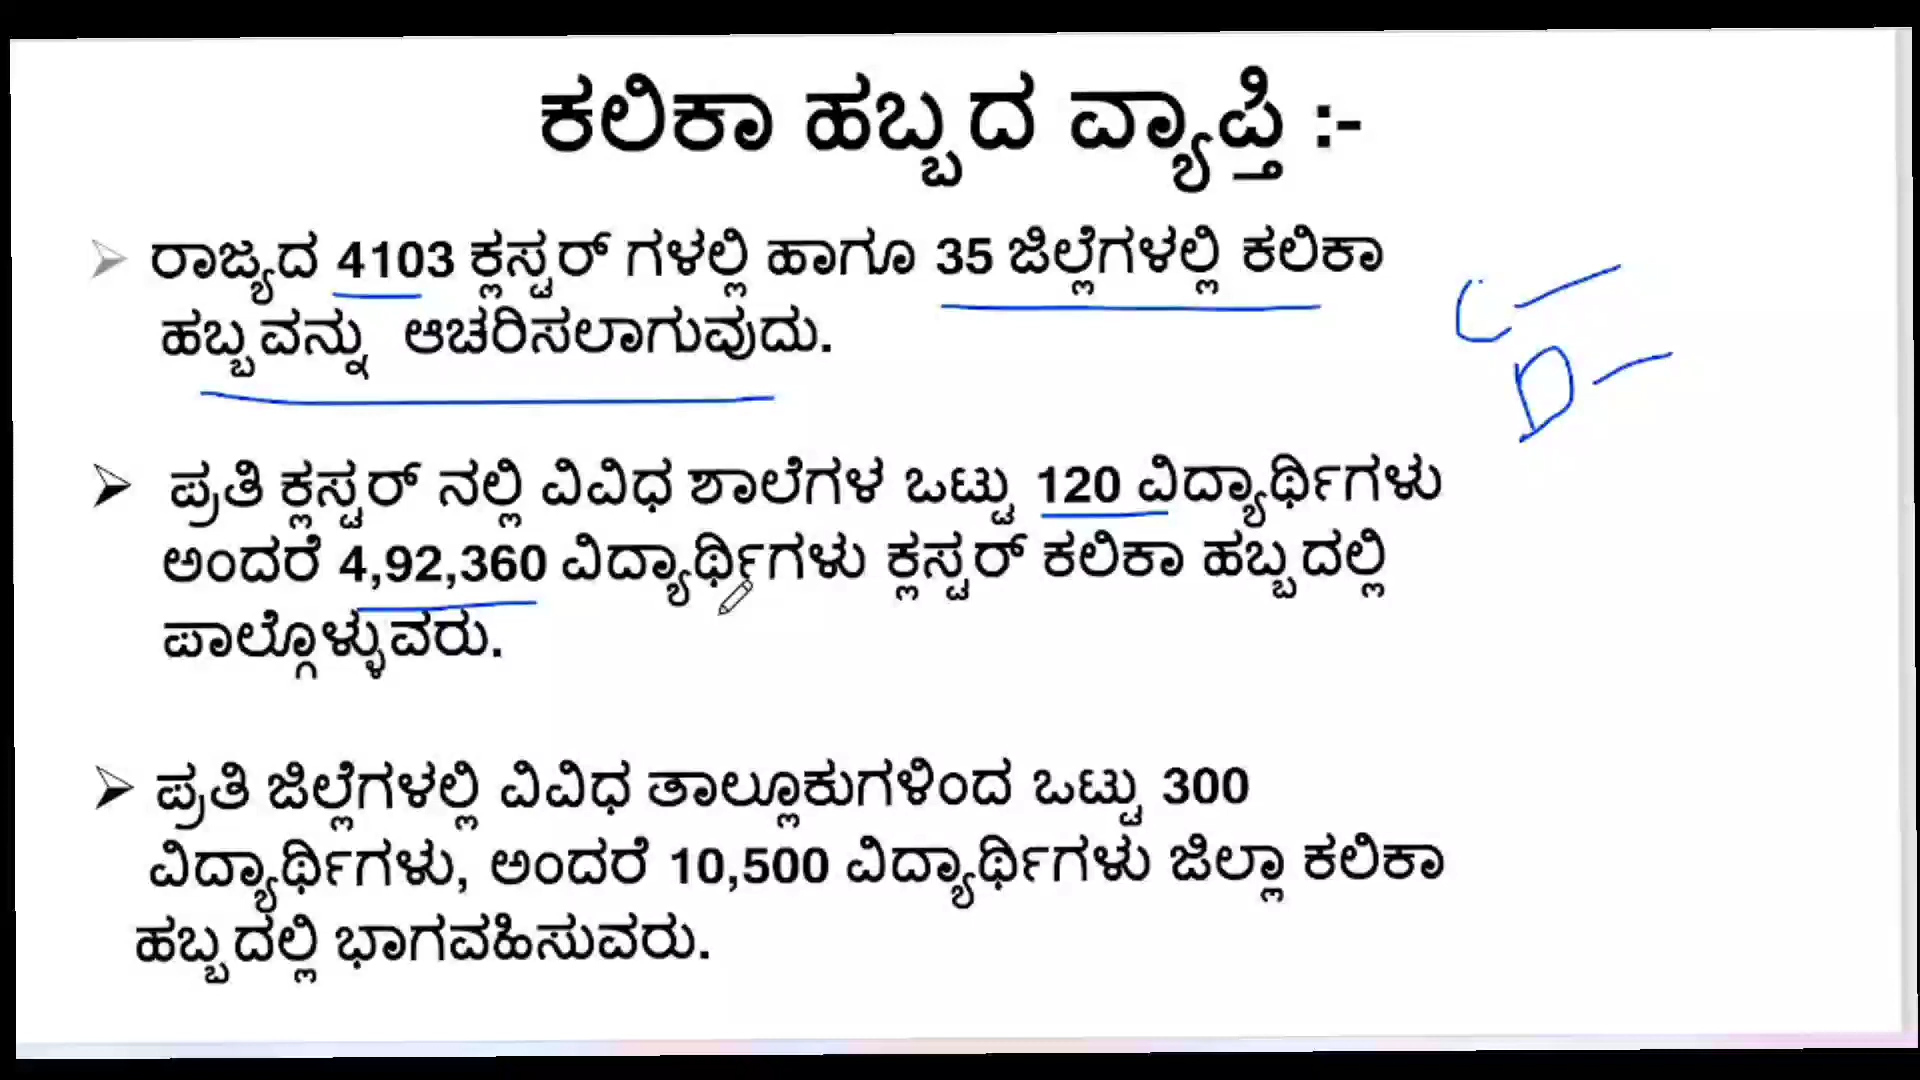 ಕಲಿಕಾ ಹಬ್ಬದ ವ್ಯಾಪ್ತಿ :-
ರಾಜ್ಯದ 4103 ಕ್ಲಸ್ಟರ್ ಗಳಲ್ಲಿ ಹಾಗೂ 35 ಜಿಲ್ಲೆಗಳಲ್ಲಿ ಕಲಿಕಾ
ಹಬ್ಬವನ್ನು ಆಚರಿಸಲಾಗುವುದು.
C –
D –
ಪ್ರತಿ ಕ್ಲಸ್ಟರ್ ನಲ್ಲಿ ವಿವಿಧ ಶಾಲೆಗಳ ಒಟ್ಟು 120 ವಿದ್ಯಾರ್ಥಿಗಳು
ಅಂದರೆ 4,92,360 ವಿದ್ಯಾರ್ಥಿಗಳು ಕ್ಲಸ್ಟರ್ ಕಲಿಕಾ ಹಬ್ಬದಲ್ಲಿ
ಪಾಲ್ಗೊಳ್ಳುವರು.
ಪ್ರತಿ ಜಿಲ್ಲೆಗಳಲ್ಲಿ ವಿವಿಧ ತಾಲ್ಲೂಕುಗಳಿಂದ ಒಟ್ಟು 300
ವಿದ್ಯಾರ್ಥಿಗಳು, ಅಂದರೆ 10,500 ವಿದ್ಯಾರ್ಥಿಗಳು ಜಿಲ್ಲಾ ಕಲಿಕಾ
ಹಬ್ಬದಲ್ಲಿ ಭಾಗವಹಿಸುವರು.